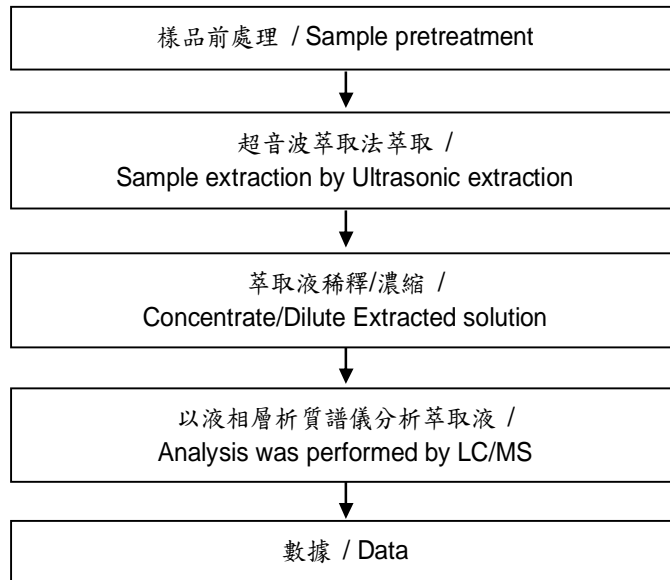 樣品前處理 / Sample pretreatment
超音波萃取法萃取 /
Sample extraction by Ultrasonic extraction
萃取液稀釋/濃縮 /
Concentrate/Dilute Extracted solution
以液相層析質譜儀分析萃取液 /
Analysis was performed by LC/MS
數據 / Data